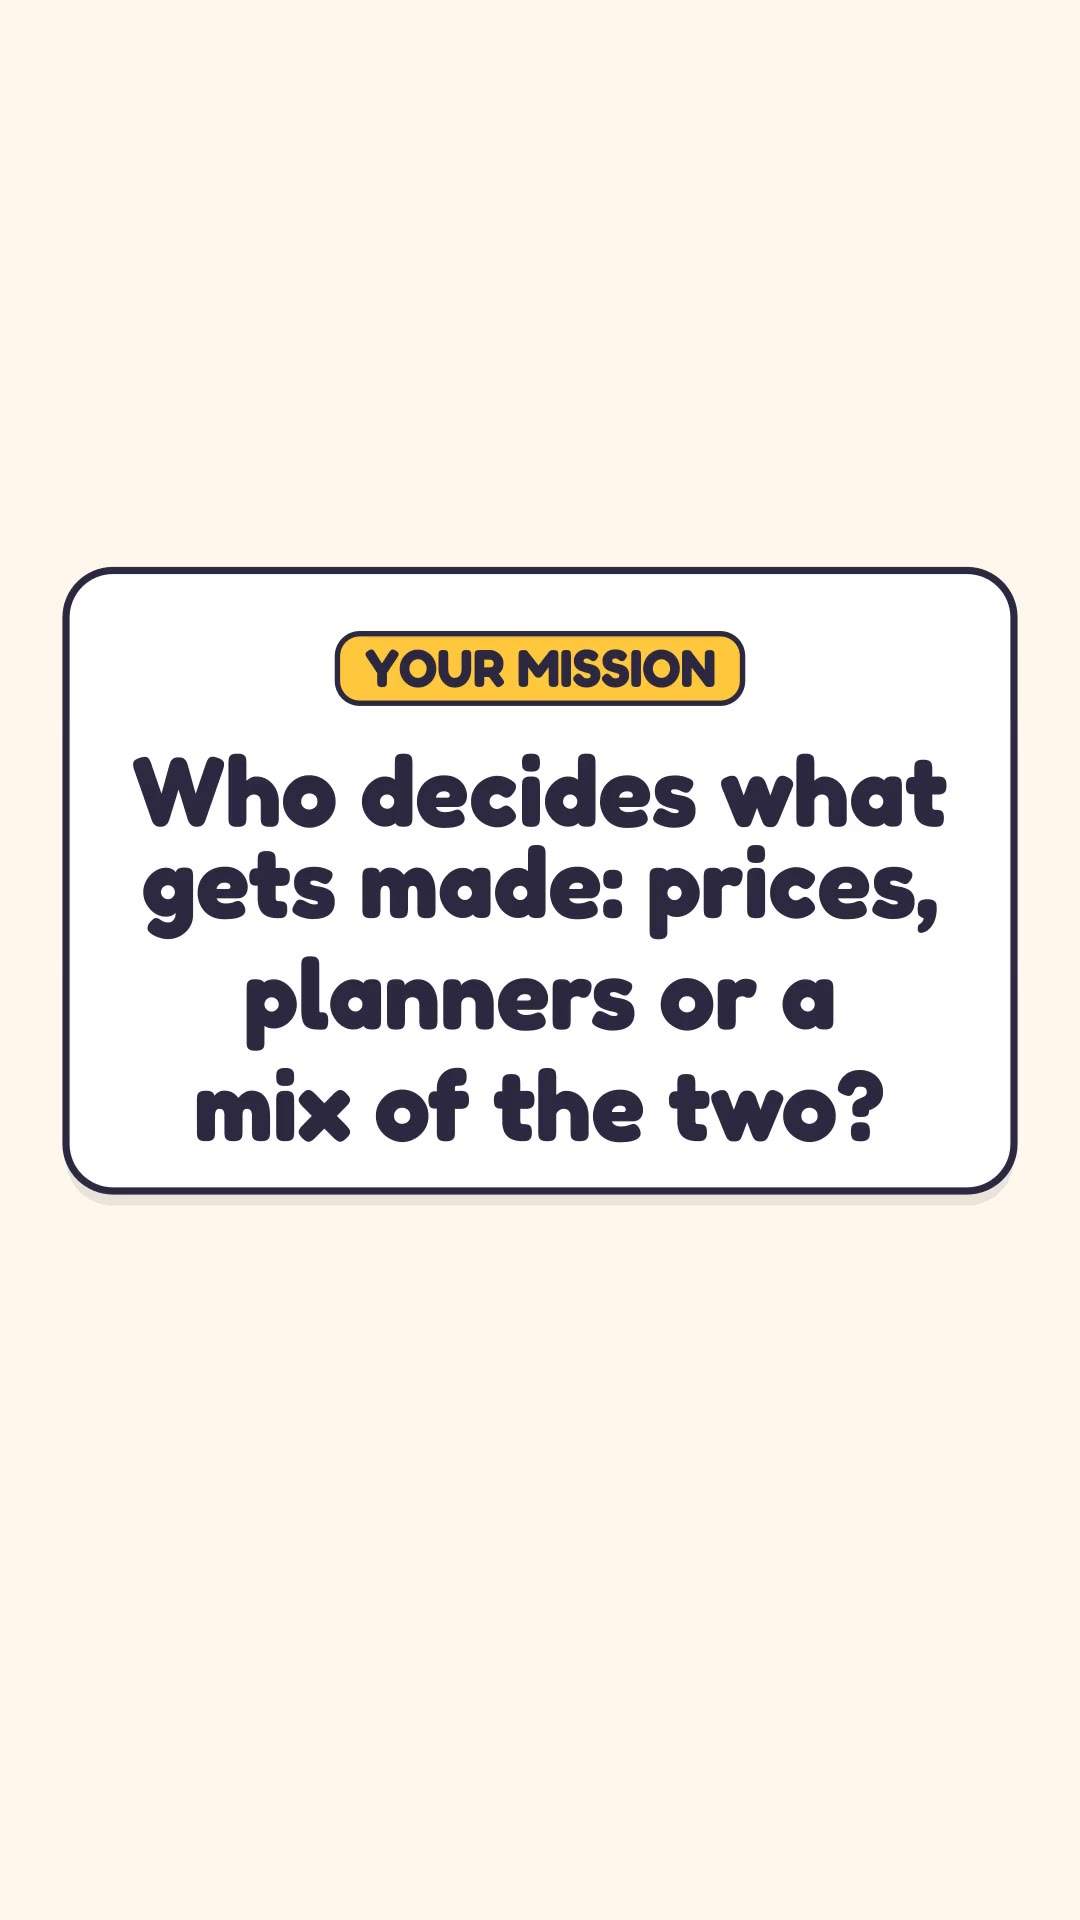 YOUR MISSION
Who decides what
gets made: prices,
planners or a
mix of the two?